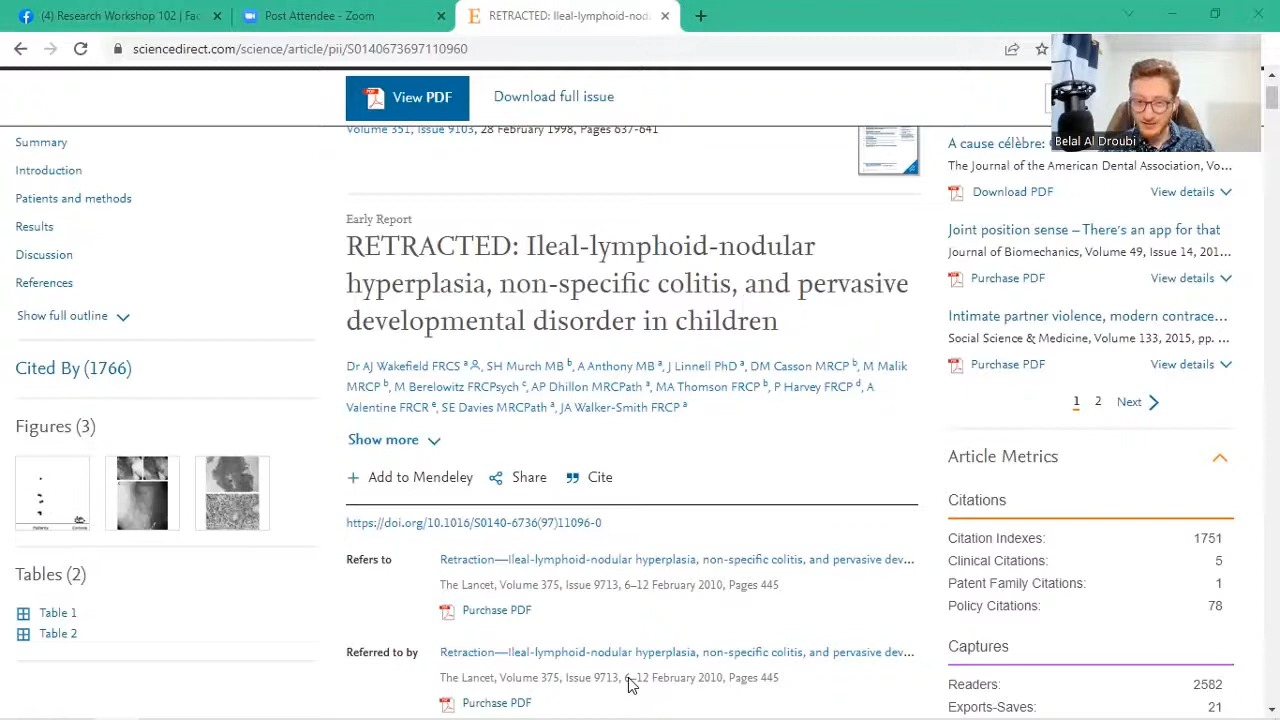 (4) Research Workshop 102 | Fac
Post Attendee - Zoom
RETRACTED: Ileal-lymphoid-nodu
sciencedirect.com/science/article/pii/S0140673697110960
Belal Al Droubi
View PDF
Download full issue
Volume 351, Issue 9103, 28 February 1998, Pages 637-641
Summary
Introduction
Patients and methods
Results
Discussion
References
Show full outline
Cited By (1766)
Figures (3)
Tables (2)
Table 1
Table 2
Early Report
RETRACTED: Ileal-lymphoid-nodular
hyperplasia, non-specific colitis, and pervasive
developmental disorder in children
Dr AJ Wakefield FRCS a, SH Murch MB b, A Anthony MB a, J Linnell PhD a, DM Casson MRCP b, M Malik
MRCP b, M Berelowitz FRCPsych c, AP Dhillon MRCPath a, MA Thomson FRCP b, P Harvey FRCP d, A
Valentine FRCR e, SE Davies MRCPath a, JA Walker-Smith FRCP a
Show more
Add to Mendeley
Share
Cite
https://doi.org/10.1016/S0140-6736(97)11096-0
Refers to
Retraction—Ileal-lymphoid-nodular hyperplasia, non-specific colitis, and pervasive dev...
The Lancet, Volume 375, Issue 9713, 6–12 February 2010, Pages 445
Purchase PDF
Referred to by
Retraction—Ileal-lymphoid-nodular hyperplasia, non-specific colitis, and pervasive dev...
The Lancet, Volume 375, Issue 9713, 6–12 February 2010, Pages 445
Purchase PDF
A cause célèbre:
The Journal of the American Dental Association, Vo...
Download PDF
View details
Joint position sense – There's an app for that
Journal of Biomechanics, Volume 49, Issue 14, 201...
Purchase PDF
View details
Intimate partner violence, modern contrace...
Social Science & Medicine, Volume 133, 2015, pp. ...
Purchase PDF
View details
1 2 Next
Article Metrics
Citations
Citation Indexes: 1751
Clinical Citations: 5
Patent Family Citations: 1
Policy Citations: 78
Captures
Readers: 2582
Exports-Saves: 21